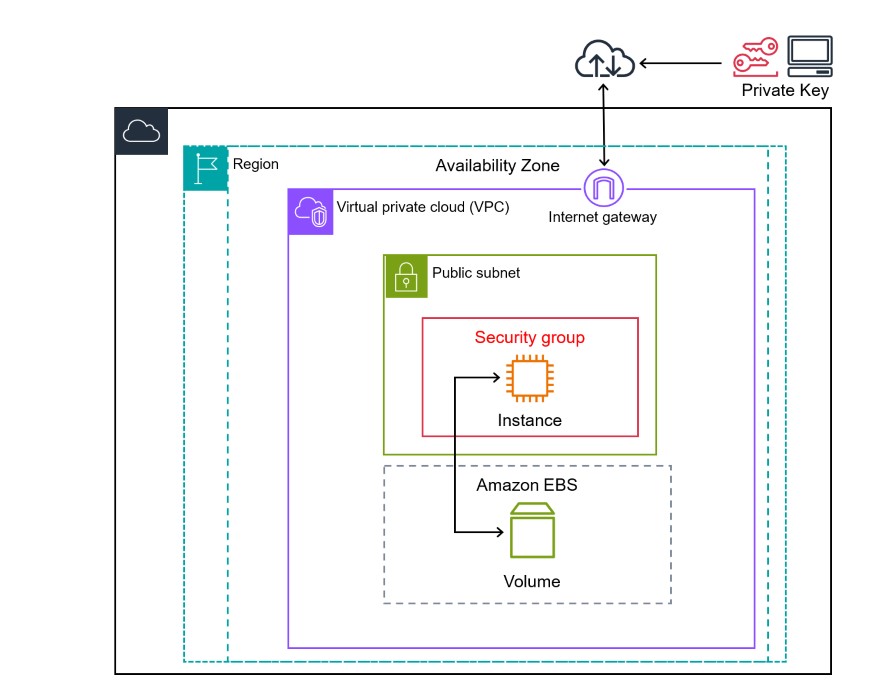 Private Key
Region
Availability Zone
Virtual private cloud (VPC)
Internet gateway
Public subnet
Security group
Instance
Amazon EBS
Volume